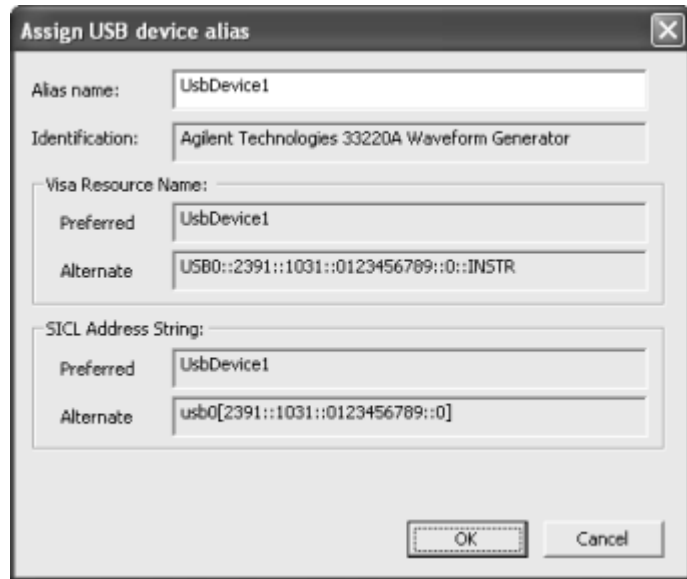 Assign USB device alias
Alias name: UsbDevice1
Identification: Agilent Technologies 33220A Waveform Generator
Visa Resource Name:
Preferred UsbDevice1
Alternate USB0::2391::1031::0123456789::0::INSTR
SICL Address String:
Preferred UsbDevice1
Alternate usb0[2391::1031::0123456789::0]
OK Cancel